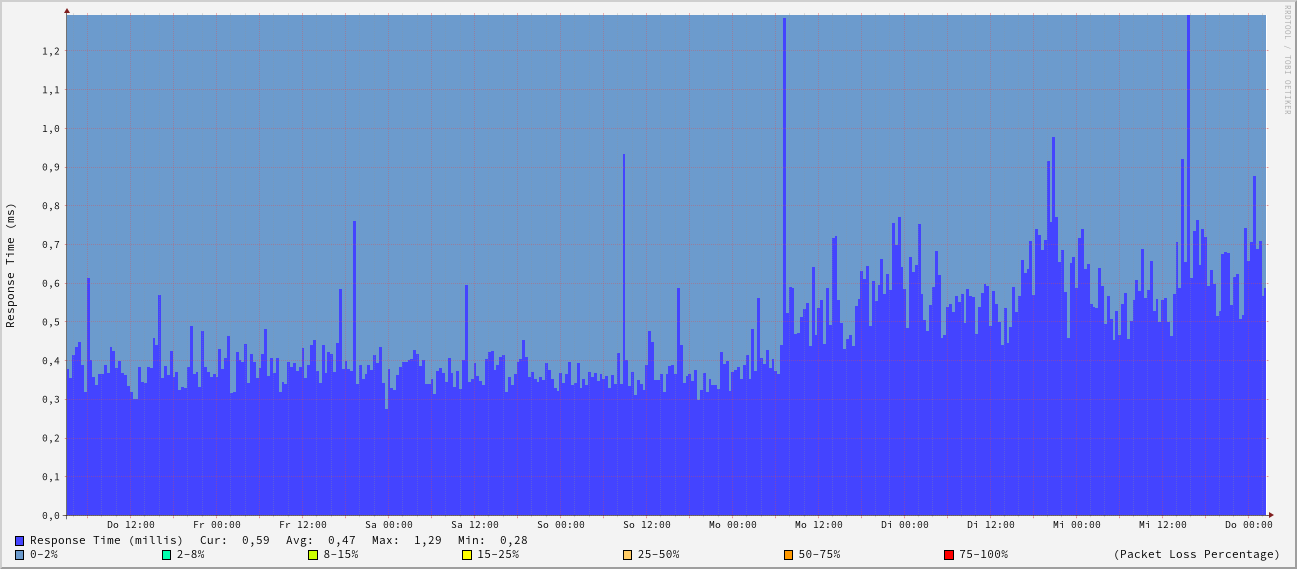 RRDTOOL / TOBI OETIKER
Response Time (ms)
1,2
1,1
1,0
0,9
0,8
0,7
0,6
0,5
0,4
0,3
0,2
0,1
0,0
Do 12:00 Fr 00:00 Fr 12:00 Sa 00:00 Sa 12:00 So 00:00 So 12:00 Mo 00:00 Mo 12:00 Di 00:00 Di 12:00 Mi 00:00 Mi 12:00 Do 00:00
Response Time (millis) Cur: 0,59 Avg: 0,47 Max: 1,29 Min: 0,28
0-2% 2-8% 8-15% 15-25% 25-50% 50-75% 75-100% (Packet Loss Percentage)